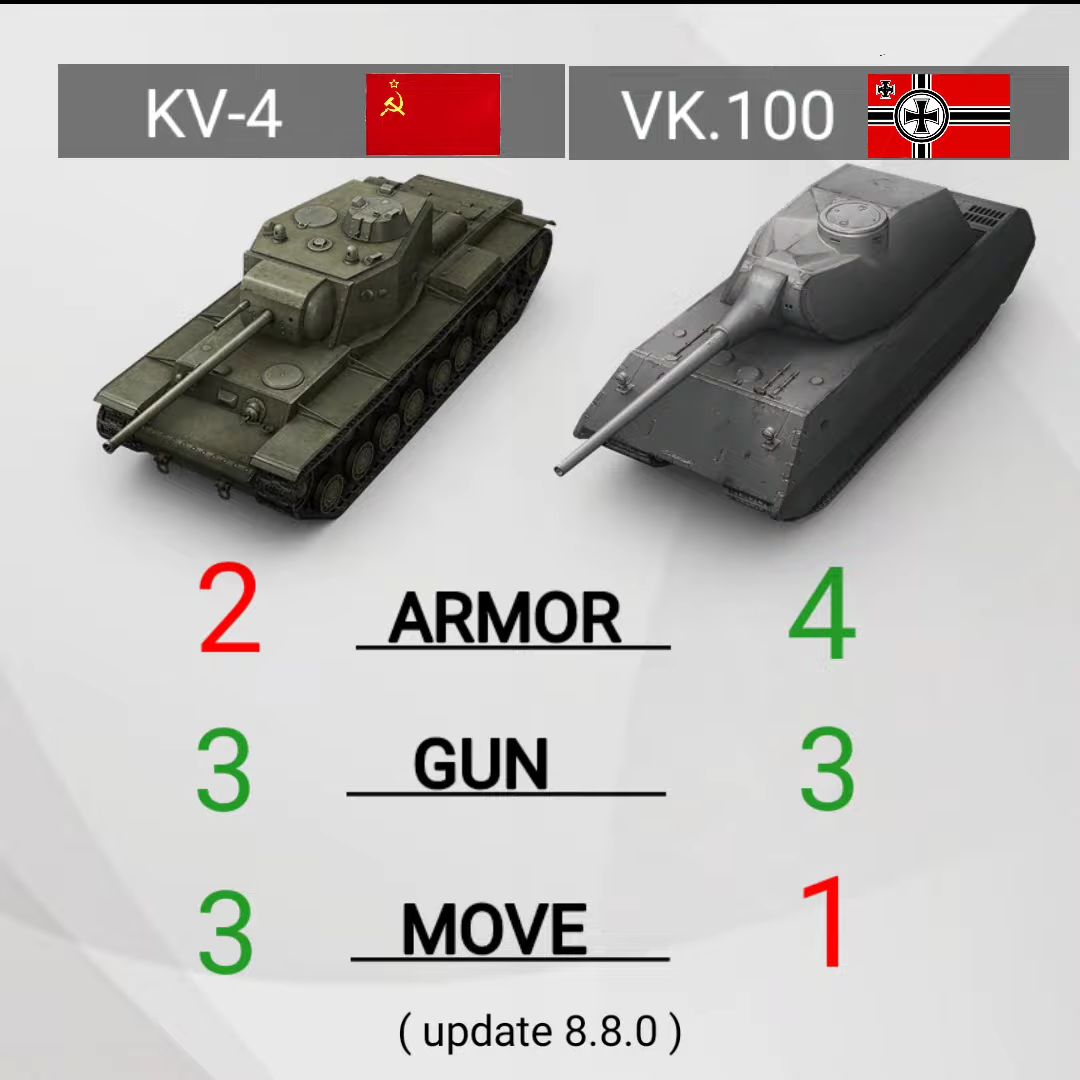 KV-4 VK.100
2 ARMOR 4
3 GUN 3
3 MOVE 1
( update 8.8.0 )